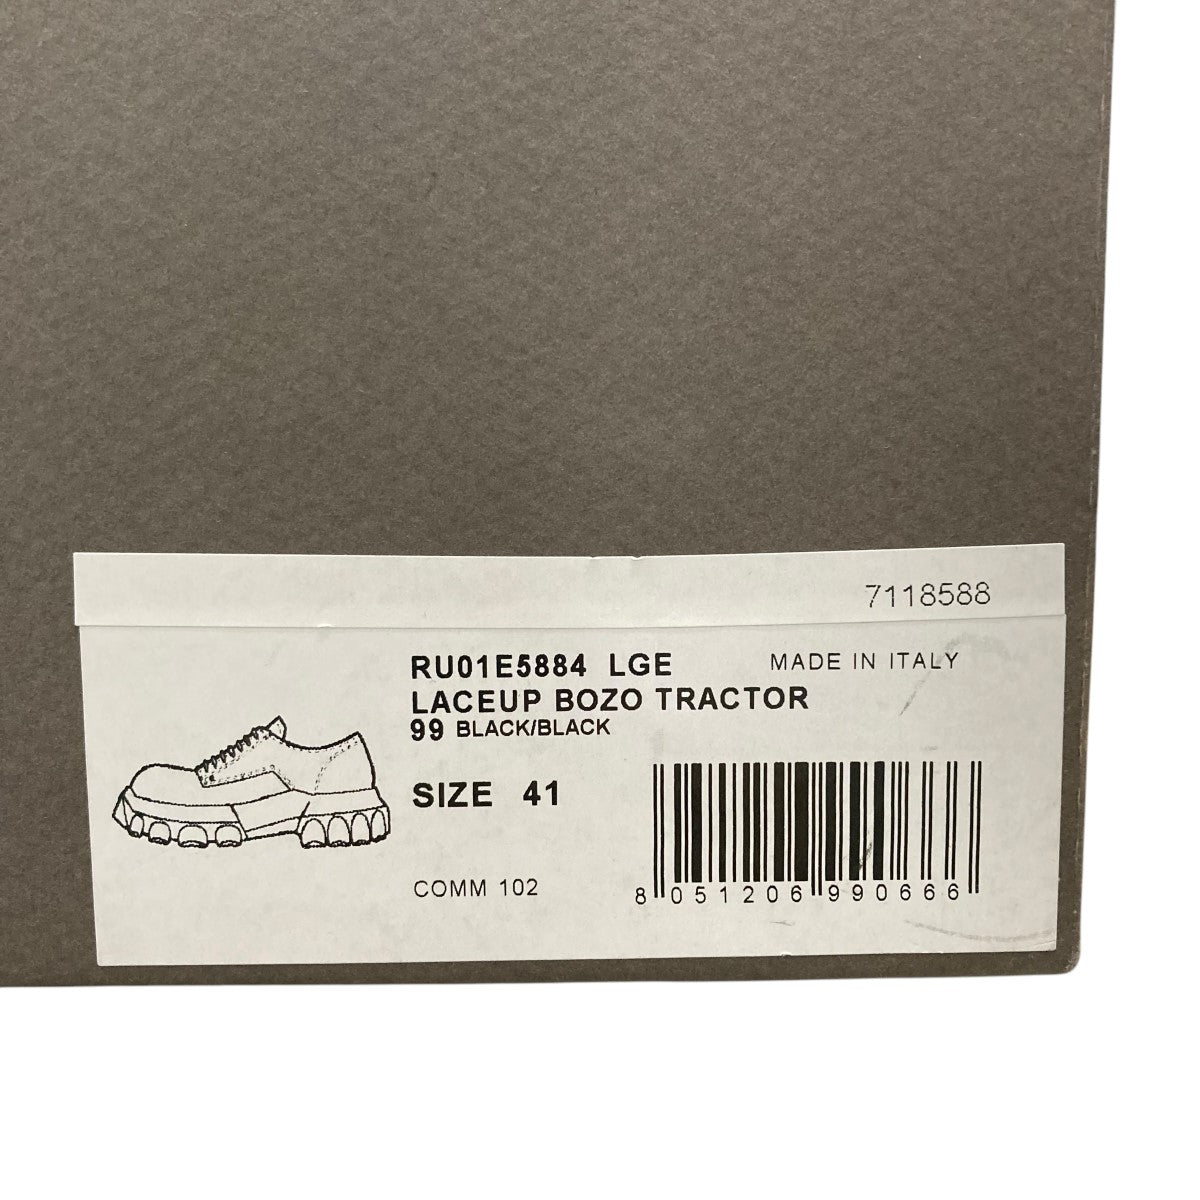 7118588
RU01E5884 LGE MADE IN ITALY
LACEUP BOZO TRACTOR
99 BLACK/BLACK
SIZE 41
COMM 102
8 051206 990666